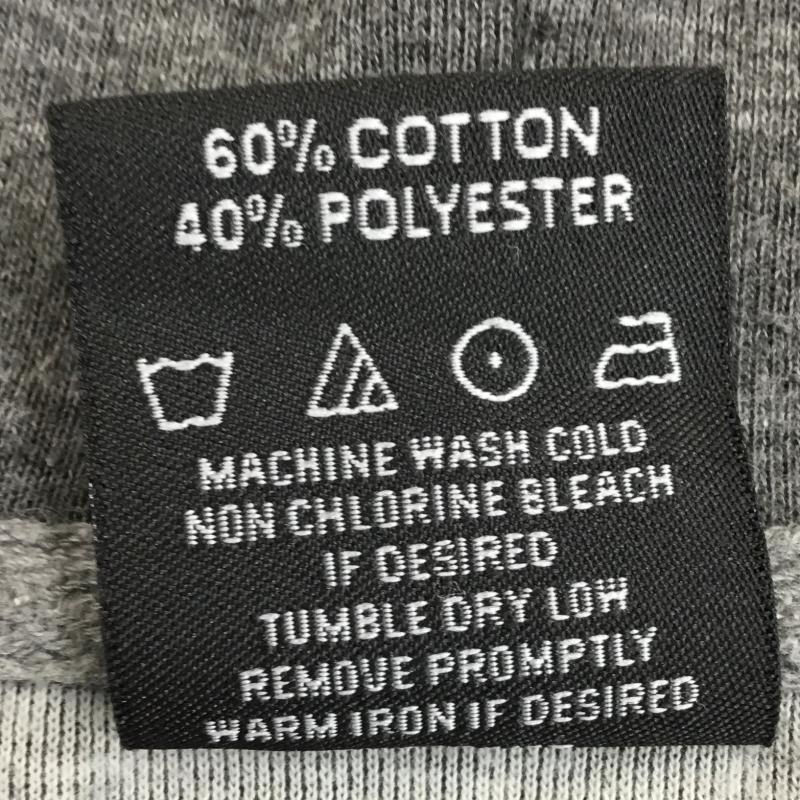 60% COTTON
40% POLYESTER
MACHINE WASH COLD
NON CHLORINE BLEACH
IF DESIRED
TUMBLE DRY LOW
REMOVE PROMPTLY
WARM IRON IF DESIRED